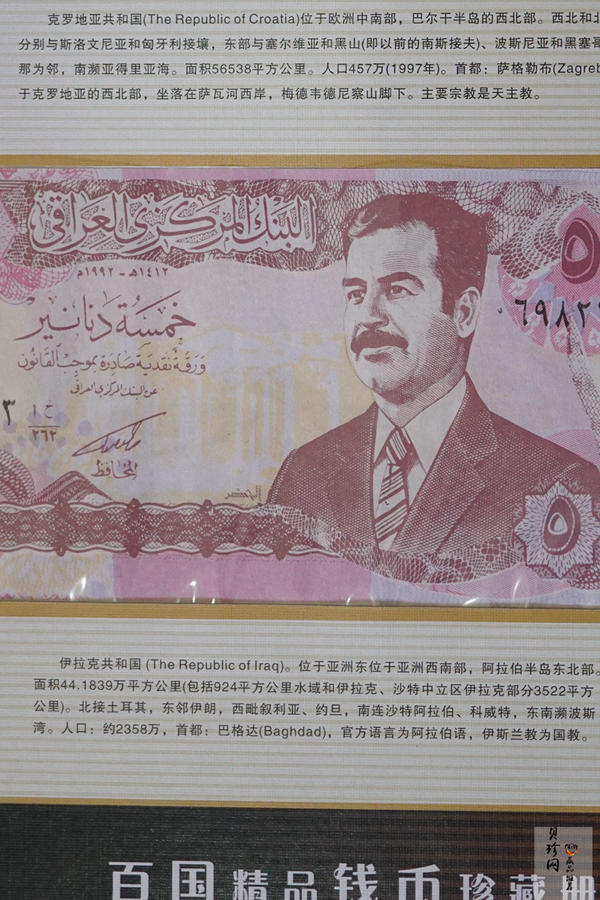 克罗地亚共和国(The Republic of Croatia)位于欧洲中南部，巴尔干半岛的西北部。西北和北
分别与斯洛文尼亚和匈牙利接壤，东部与塞尔维亚和黑山(即以前的南斯接夫)、波斯尼亚和黑塞哥
那为邻，南濒亚得里亚海。面积56538平方公里。人口457万(1997年)。首都：萨格勒布(Zagreb
于克罗地亚的西北部，坐落在萨瓦河西岸，梅德韦德尼察山脚下。主要宗教是天主教。
البنك المركزي العراقي
١٤١٢هـ - ١٩٩٢م
٥
٦٩٨٢
خمسة دنانير
ورقة نقدية صادرة بموجب القانون
عن البنك المركزي العراقي
٣
ح ١
٢٦٢
المحافظ
الحضر
٥
伊拉克共和国 (The Republic of Iraq)。位于亚洲东位于亚洲西南部，阿拉伯半岛东北部。
面积44.1839万平方公里(包括924平方公里水域和伊拉克、沙特中立区伊拉克部分3522平方
公里)。北接土耳其，东邻伊朗，西毗叙利亚、约旦，南连沙特阿拉伯、科威特，东南濒波斯
湾。人口：约2358万，首都：巴格达(Baghdad)，官方语言为阿拉伯语，伊斯兰教为国教。
百国精品钱币珍藏册
贝珍网